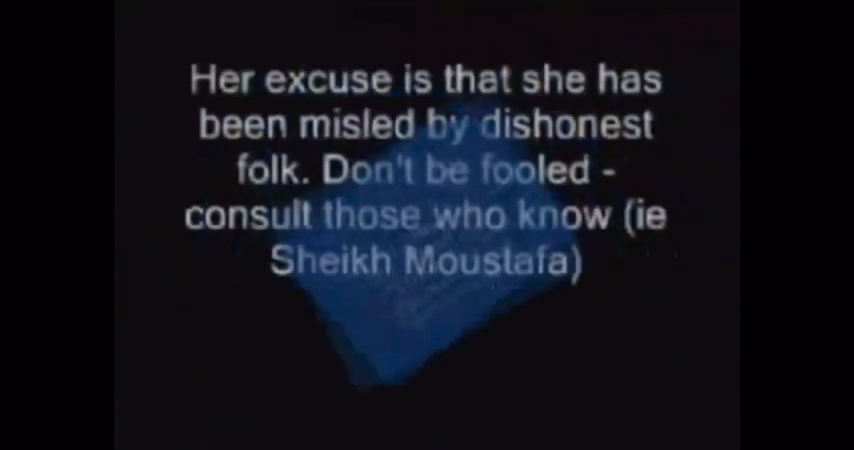 Her excuse is that she has
been misled by dishonest
folk. Don't be fooled -
consult those who know (ie
Sheikh Moustafa)